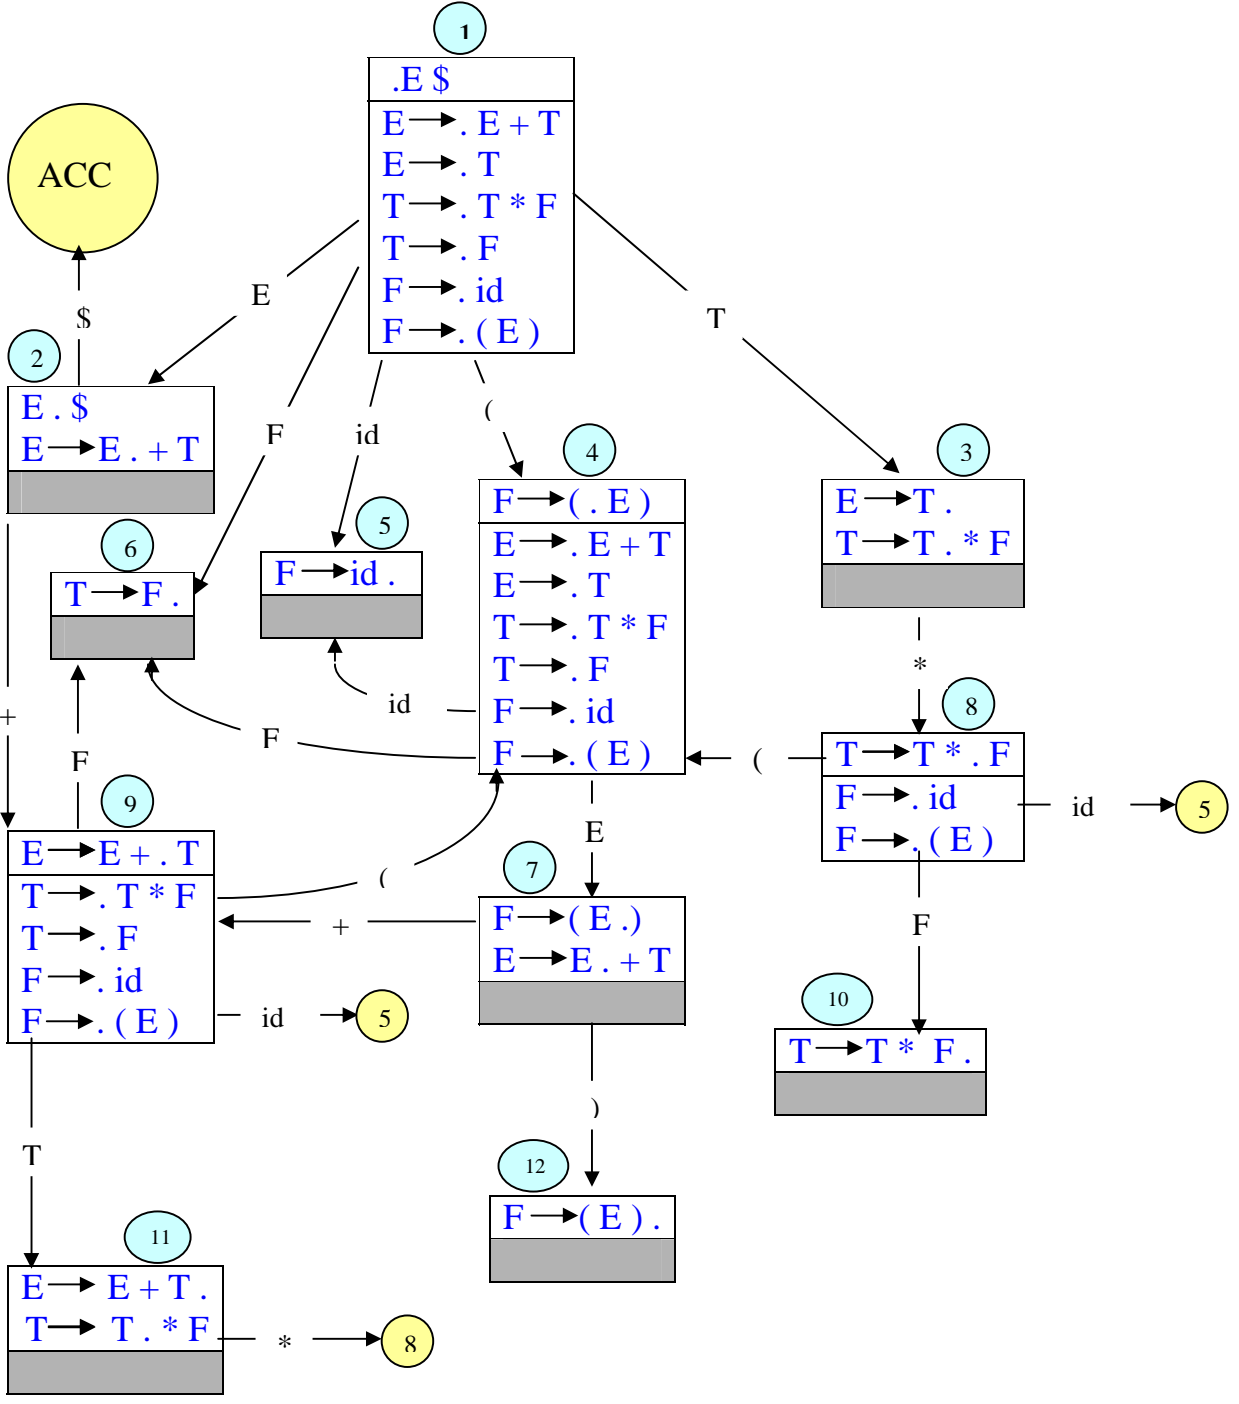 1
.E $
E→. E + T
E→. T
T→. T * F
T→. F
F→. id
F→. ( E )
ACC
$
E
F
id
(
T
2
E . $
E→E . + T
+
6
T→F .
5
F→id .
4
F→( . E )
E→. E + T
E→. T
T→. T * F
T→. F
F→. id
F→. ( E )
3
E→T .
T→T . * F
*
id
F
F
(
8
T→T * . F
F→. id
F→. ( E )
id
5
9
E→E + . T
T→. T * F
T→. F
F→. id
F→. ( E )
(
+
id
5
E
7
F→( E .)
E→E . + T
F
10
T→T * F .
T
)
12
F→( E ) .
11
E→ E + T .
T→ T . * F
*
8